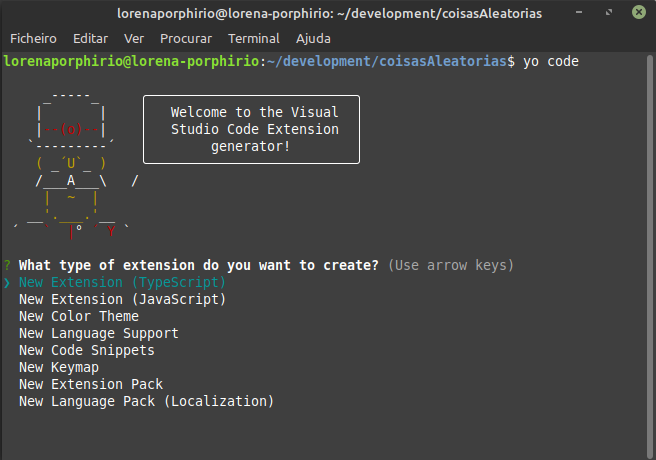 lorenaporphirio@lorena-porphirio: ~/development/coisasAleatorias
Ficheiro Editar Ver Procurar Terminal Ajuda
lorenaporphirio@lorena-porphirio:~/development/coisasAleatorias$ yo code
Welcome to the Visual
Studio Code Extension
generator!
? What type of extension do you want to create? (Use arrow keys)
❯ New Extension (TypeScript)
New Extension (JavaScript)
New Color Theme
New Language Support
New Code Snippets
New Keymap
New Extension Pack
New Language Pack (Localization)